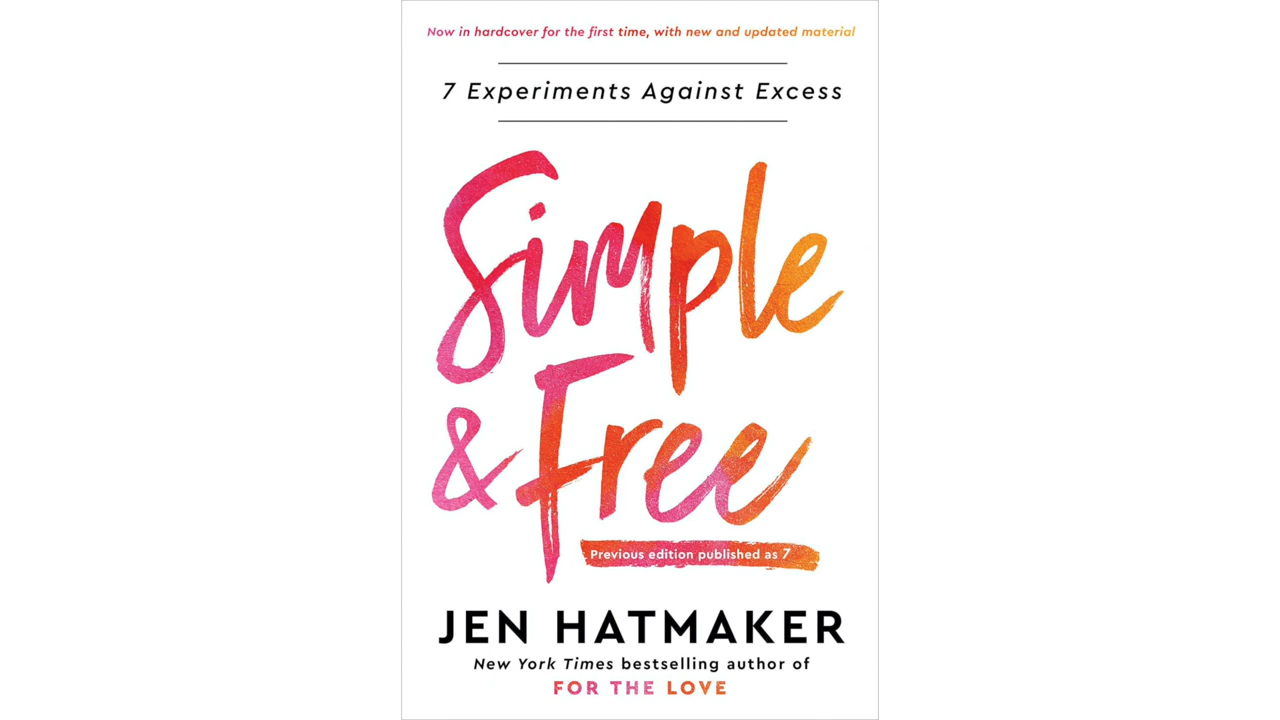 Now in hardcover for the first time, with new and updated material
7 Experiments Against Excess
Simple
& Free
Previous edition published as 7
JEN HATMAKER
New York Times bestselling author of
FOR THE LOVE